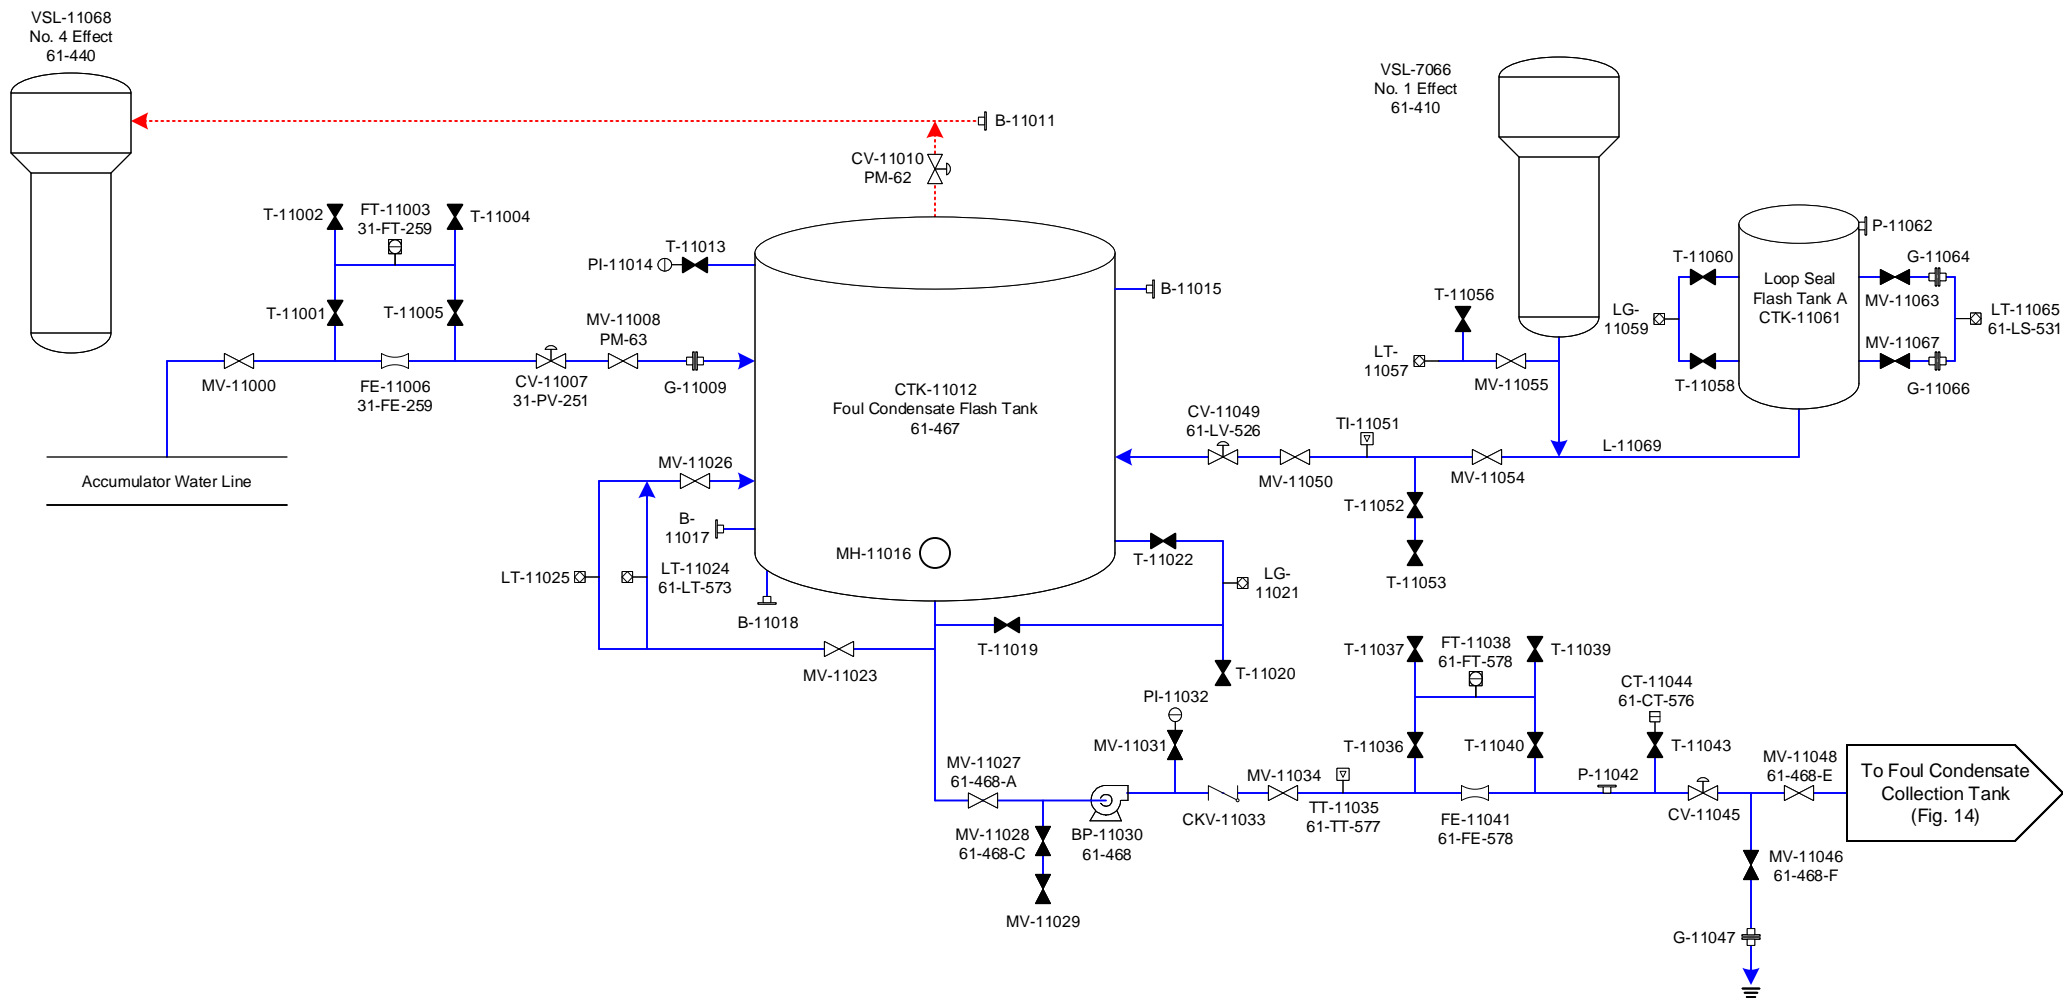 VSL-11068
No. 4 Effect
61-440
VSL-7066
No. 1 Effect
61-410
B-11011
CV-11010
PM-62
T-11002
FT-11003
31-FT-259
T-11004
T-11001
T-11005
MV-11000
FE-11006
31-FE-259
CV-11007
31-PV-251
MV-11008
PM-63
G-11009
T-11013
PI-11014
B-11015
CTK-11012
Foul Condensate Flash Tank
61-467
Accumulator Water Line
MV-11026
B-
11017
MH-11016
LT-11025
LT-11024
61-LT-573
B-11018
MV-11023
T-11019
T-11022
LG-
11021
T-11020
T-11056
LT-
11057
MV-11055
CV-11049
61-LV-526
TI-11051
MV-11050
MV-11054
T-11052
T-11053
L-11069
P-11062
T-11060
G-11064
MV-11063
LG-
11059
Loop Seal
Flash Tank A
CTK-11061
LT-11065
61-LS-531
MV-11067
T-11058
G-11066
MV-11027
61-468-A
MV-11028
61-468-C
MV-11029
BP-11030
61-468
PI-11032
MV-11031
CKV-11033
MV-11034
TT-11035
61-TT-577
T-11037
FT-11038
61-FT-578
T-11039
T-11036
T-11040
FE-11041
61-FE-578
P-11042
CT-11044
61-CT-576
T-11043
CV-11045
MV-11048
61-468-E
MV-11046
61-468-F
G-11047
To Foul Condensate
Collection Tank
(Fig. 14)